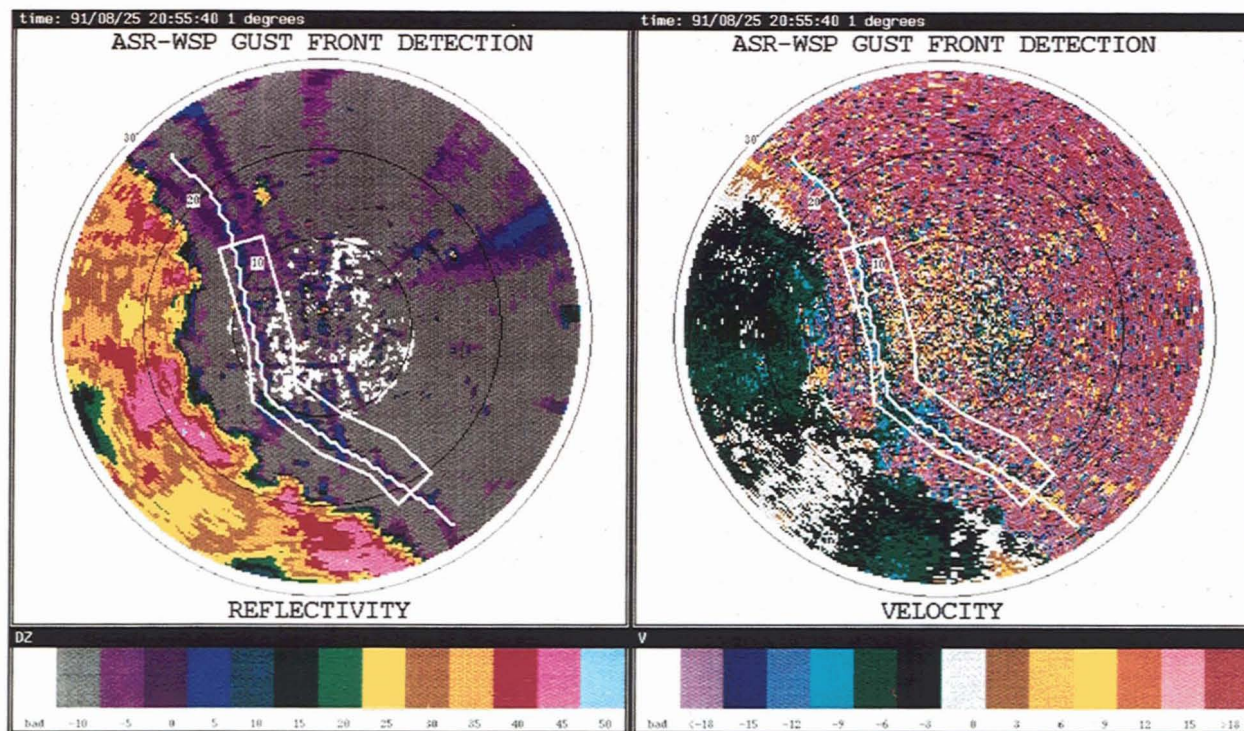 time: 91/08/25 20:55:40 1 degrees
ASR-WSP GUST FRONT DETECTION
30
20
10
REFLECTIVITY
DZ
bad -10 -5 0 5 10 15 20 25 30 35 40 45 50
time: 91/08/25 20:55:40 1 degrees
ASR-WSP GUST FRONT DETECTION
30
20
10
VELOCITY
V
bad <-18 -15 -12 -9 -6 -3 0 3 6 9 12 15 >18